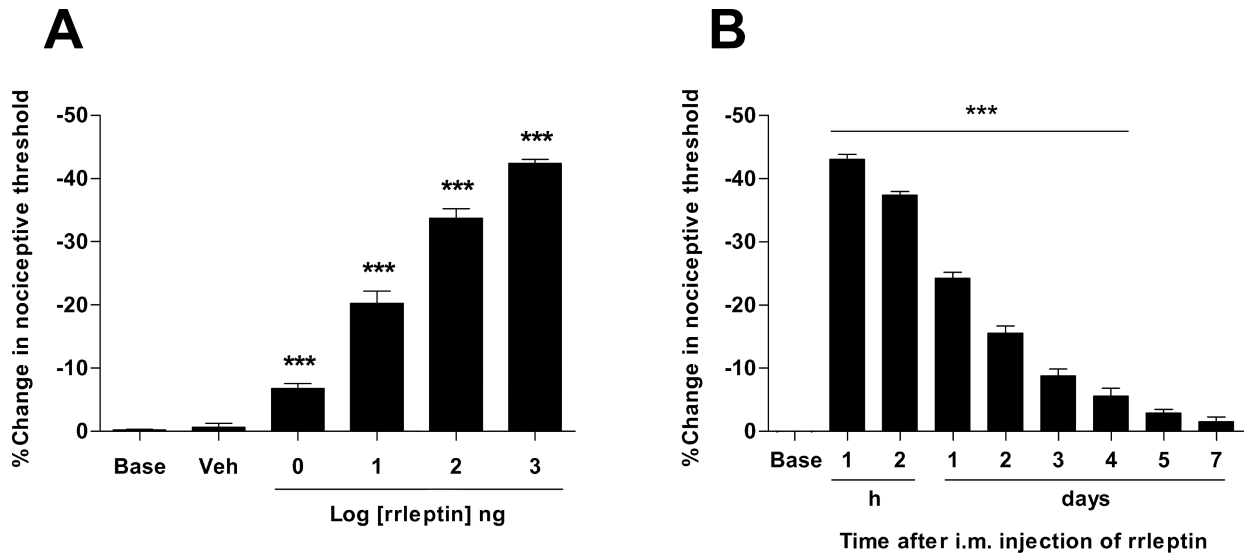 A
%Change in nociceptive threshold
-50
-40
-30
-20
-10
0
***
***
***
***
Base Veh 0 1 2 3
Log [rrleptin] ng
B
%Change in nociceptive threshold
-50
-40
-30
-20
-10
0
***
Base 1 2 1 2 3 4 5 7
h days
Time after i.m. injection of rrleptin